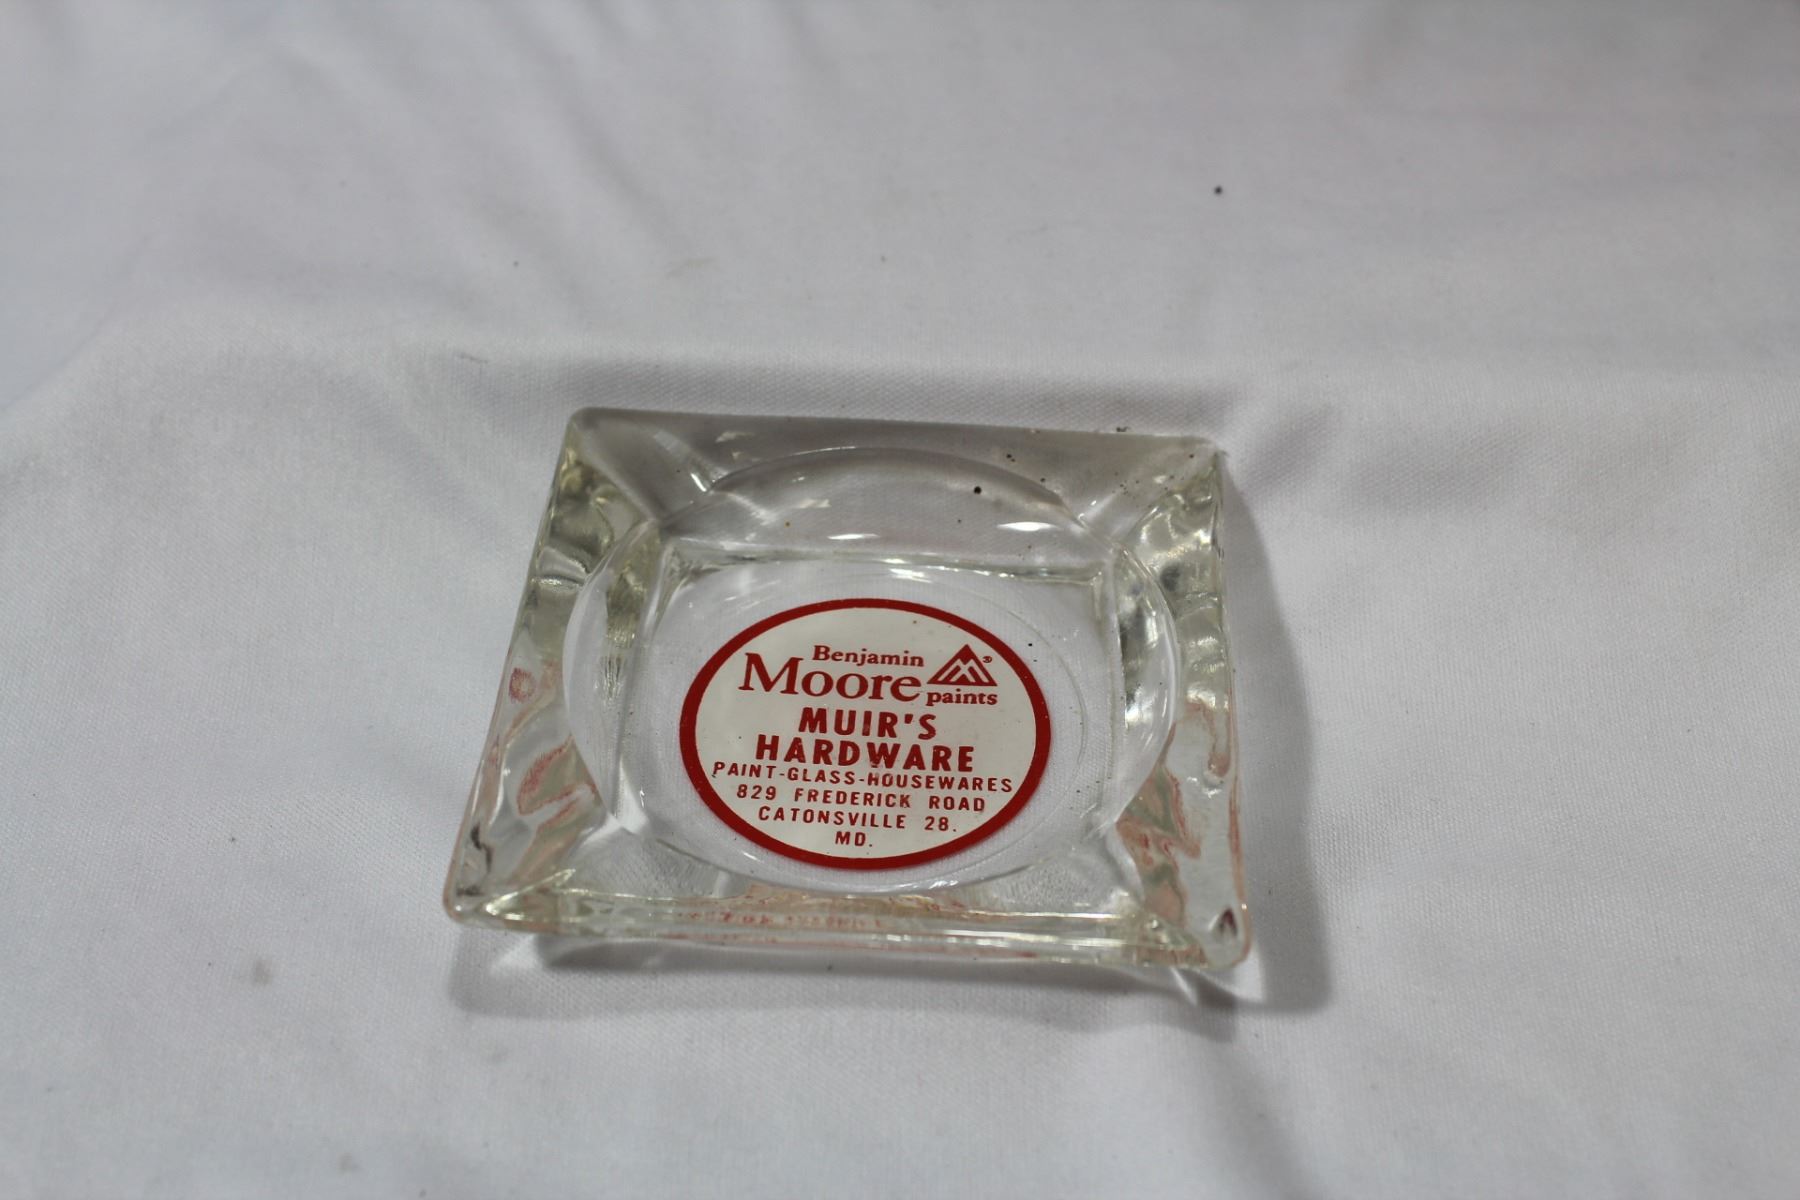 Benjamin
Moore ®
paints
MUIR'S
HARDWARE
PAINT-GLASS-HOUSEWARES
829 FREDERICK ROAD
CATONSVILLE 28.
MD.